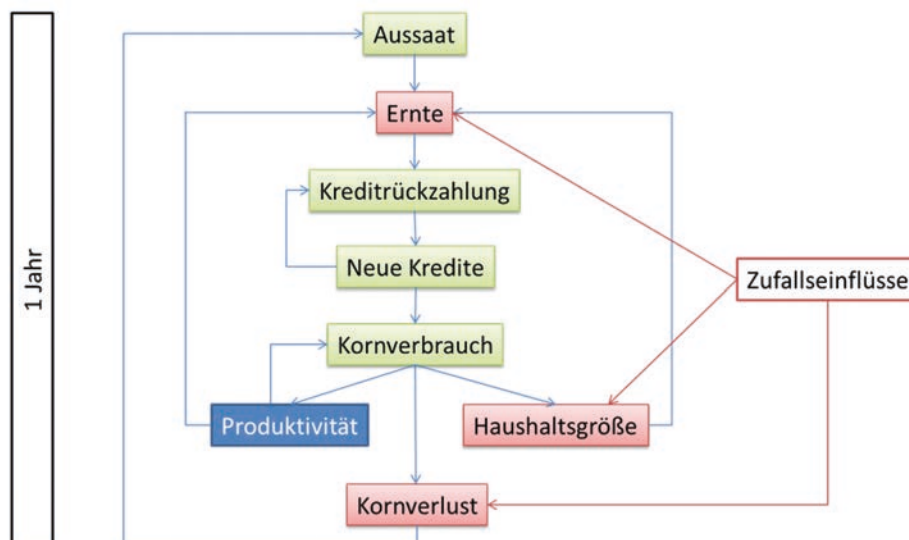 Aussaat
Ernte
Kreditrückzahlung
Neue Kredite
1 Jahr
Zufallseinflüsse
Kornverbrauch
Produktivität
Haushaltsgröße
Kornverlust